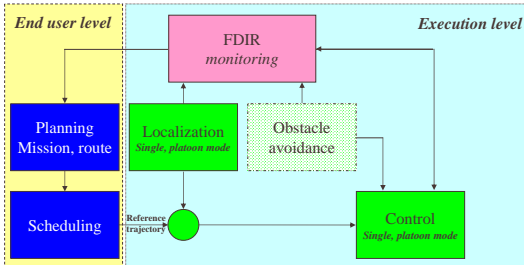 End user level
Execution level
FDIR
monitoring
Planning
Mission, route
Localization
Single, platoon mode
Obstacle
avoidance
Scheduling
Reference
trajectory
Control
Single, platoon mode